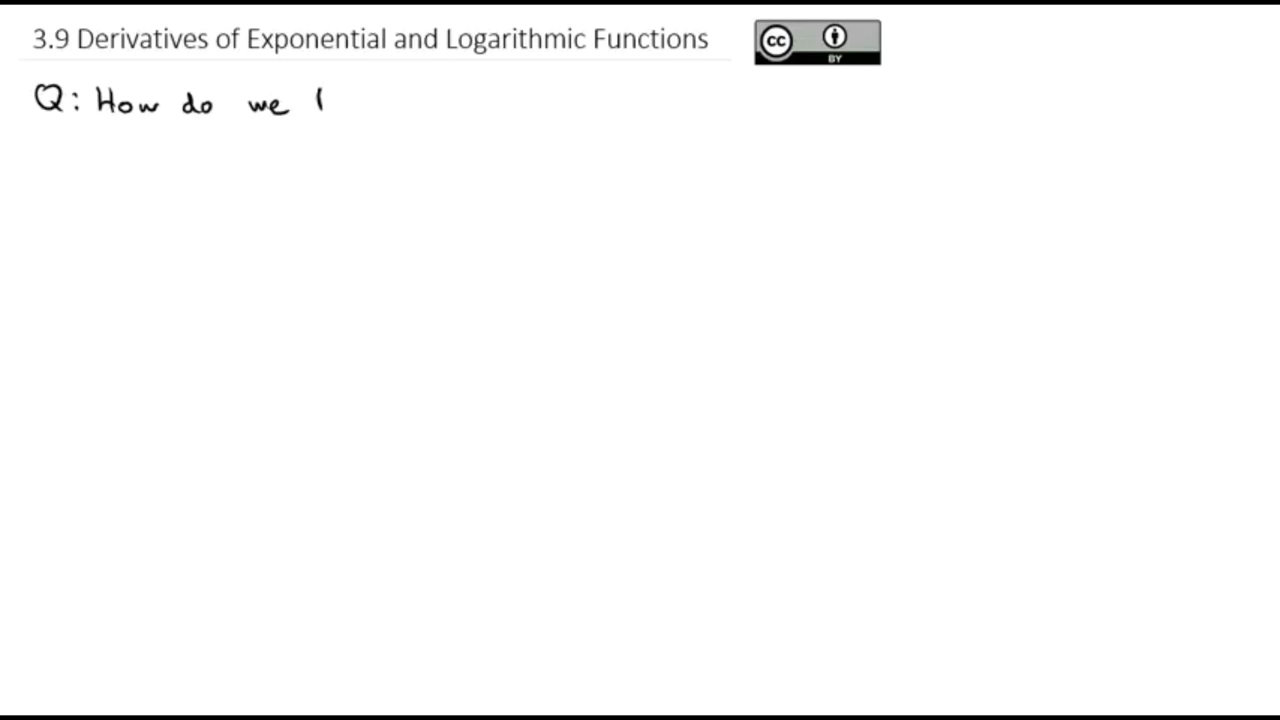 3.9 Derivatives of Exponential and Logarithmic Functions
cc
BY
Q: How do we